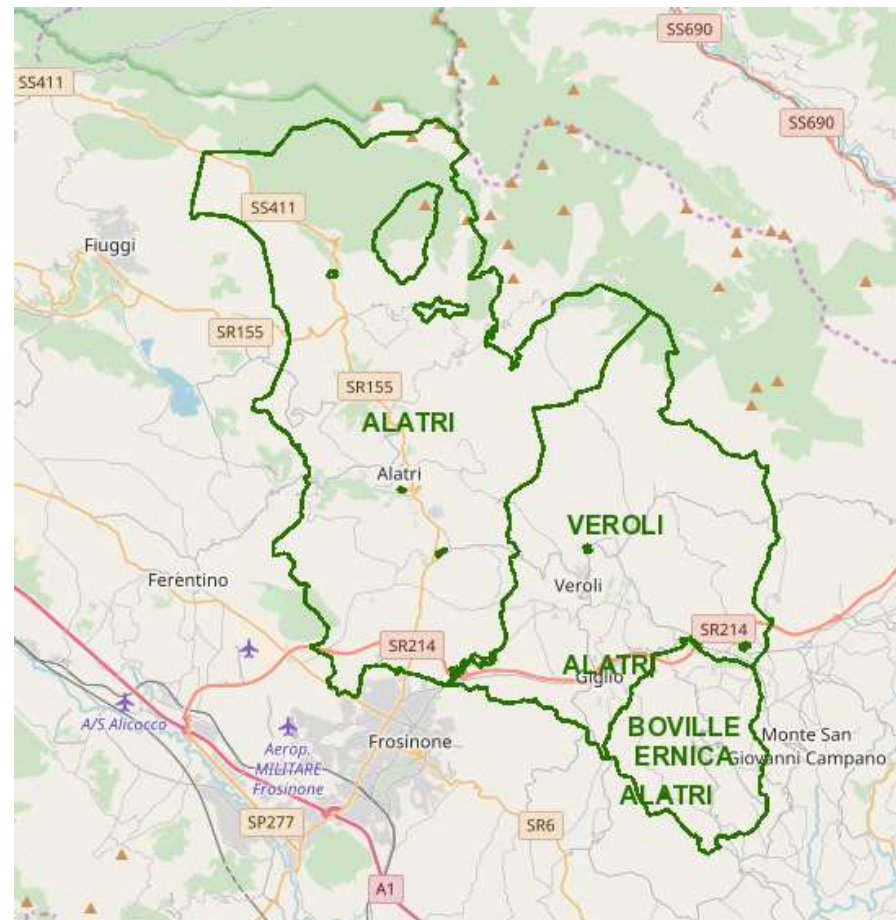 SS690
SS411
SS690
SS411
Fiuggi
SR155
SR155
ALATRI
Alatri
VEROLI
Ferentino
Veroli
SR214
SR214
ALATRI
Giglio
A/S Alicocco
BOVILLE
ERNICA
Monte San
Giovanni Campano
Frosinone
Aerop.
MILITARE
Frosinone
ALATRI
SP277
SR6
A1